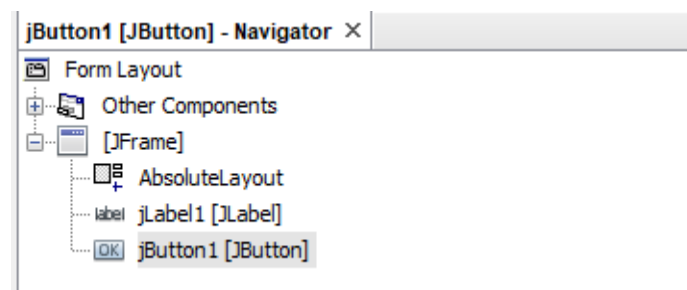 jButton1 [JButton] - Navigator ×
Form Layout
Other Components
[JFrame]
AbsoluteLayout
label jLabel1 [JLabel]
OK jButton1 [JButton]